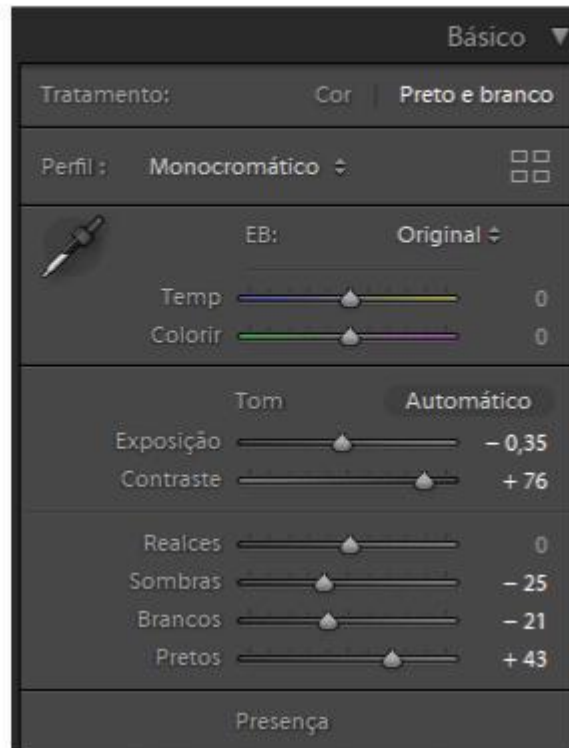 Básico ▼
Tratamento: Cor | Preto e branco
Perfil : Monocromático
EB: Original
Temp 0
Colorir 0
Tom Automático
Exposição − 0,35
Contraste + 76
Realces 0
Sombras − 25
Brancos − 21
Pretos + 43
Presença